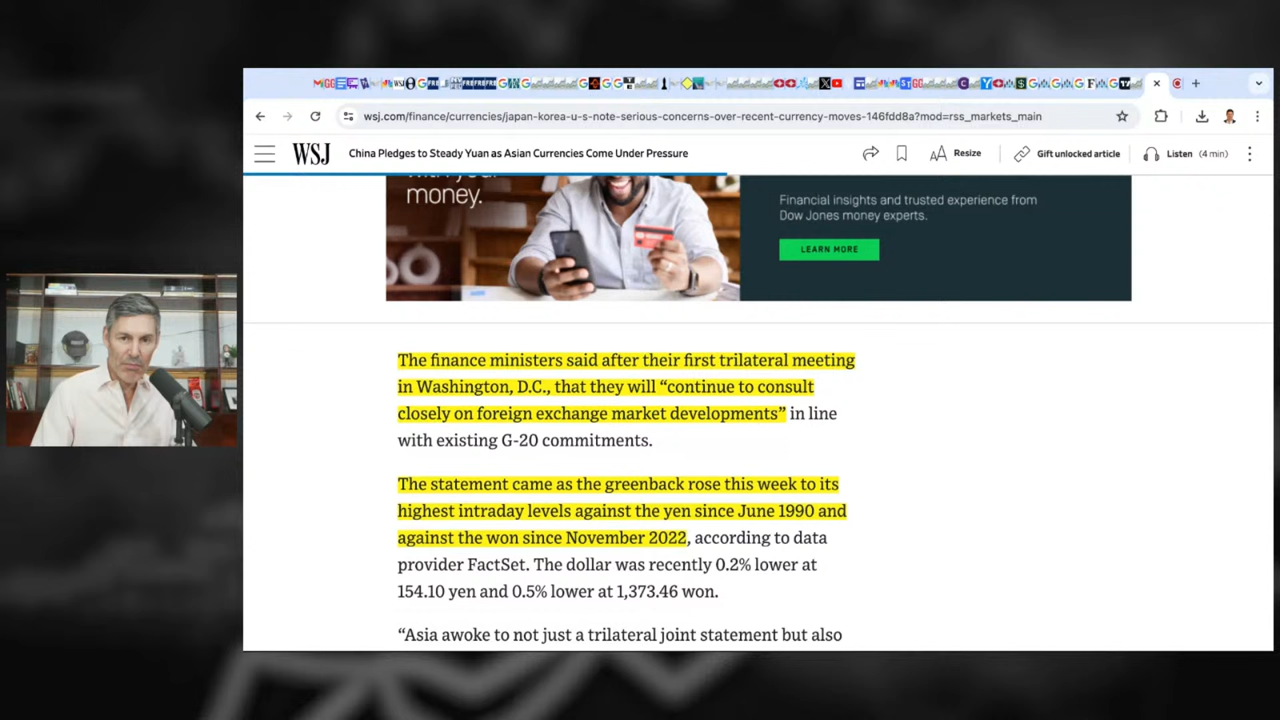 wsj.com/finance/currencies/japan-korea-u-s-note-serious-concerns-over-recent-currency-moves-146fdd8a?mod=rss_markets_main
WSJ
China Pledges to Steady Yuan as Asian Currencies Come Under Pressure
Resize
Gift unlocked article
Listen (4 min)
with your
money.
Financial insights and trusted experience from
Dow Jones money experts.
LEARN MORE
The finance ministers said after their first trilateral meeting
in Washington, D.C., that they will “continue to consult
closely on foreign exchange market developments” in line
with existing G-20 commitments.
The statement came as the greenback rose this week to its
highest intraday levels against the yen since June 1990 and
against the won since November 2022, according to data
provider FactSet. The dollar was recently 0.2% lower at
154.10 yen and 0.5% lower at 1,373.46 won.
“Asia awoke to not just a trilateral joint statement but also